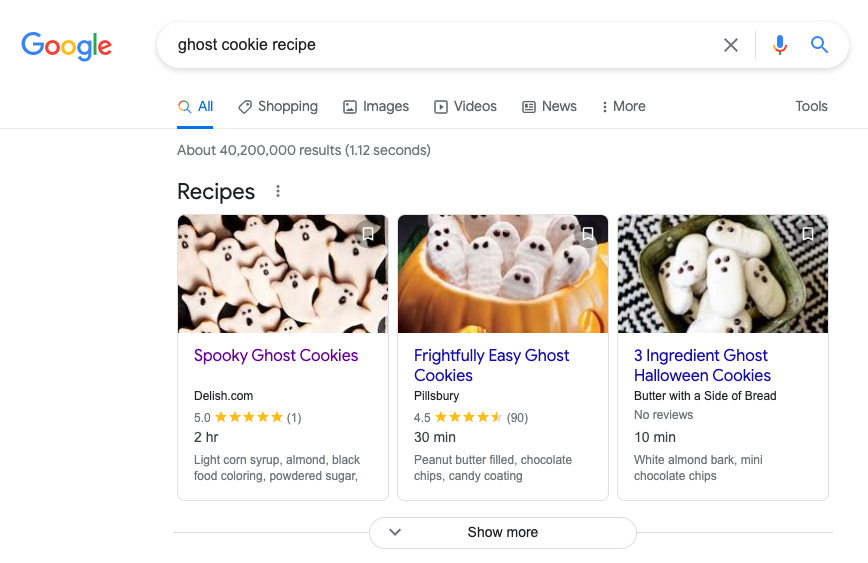 Google
ghost cookie recipe
All Shopping Images Videos News More Tools
About 40,200,000 results (1.12 seconds)
Recipes
Spooky Ghost Cookies
Delish.com
5.0 (1)
2 hr
Light corn syrup, almond, black
food coloring, powdered sugar,
Frightfully Easy Ghost
Cookies
Pillsbury
4.5 (90)
30 min
Peanut butter filled, chocolate
chips, candy coating
3 Ingredient Ghost
Halloween Cookies
Butter with a Side of Bread
No reviews
10 min
White almond bark, mini
chocolate chips
Show more